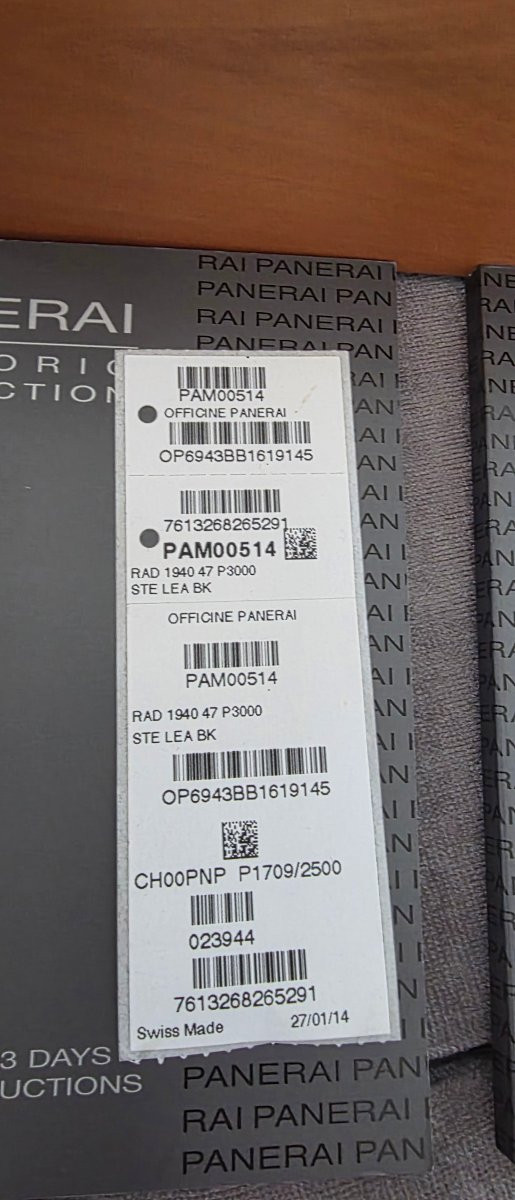 RAI PANERAI
PANERAI PAN
RAI PANERAI
PANERAI PAN
ERAI
ORIC
CTION
PAM00514
OFFICINE PANERAI
OP6943BB1619145
7613268265291
PAM00514
RAD 1940 47 P3000
STE LEA BK
OFFICINE PANERAI
PAM00514
RAD 1940 47 P3000
STE LEA BK
OP6943BB1619145
CH00PNP P1709/2500
023944
7613268265291
Swiss Made 27/01/14
3 DAYS
UCTIONS
PANERAI PAN
RAI PANERAI
PANERAI PAN